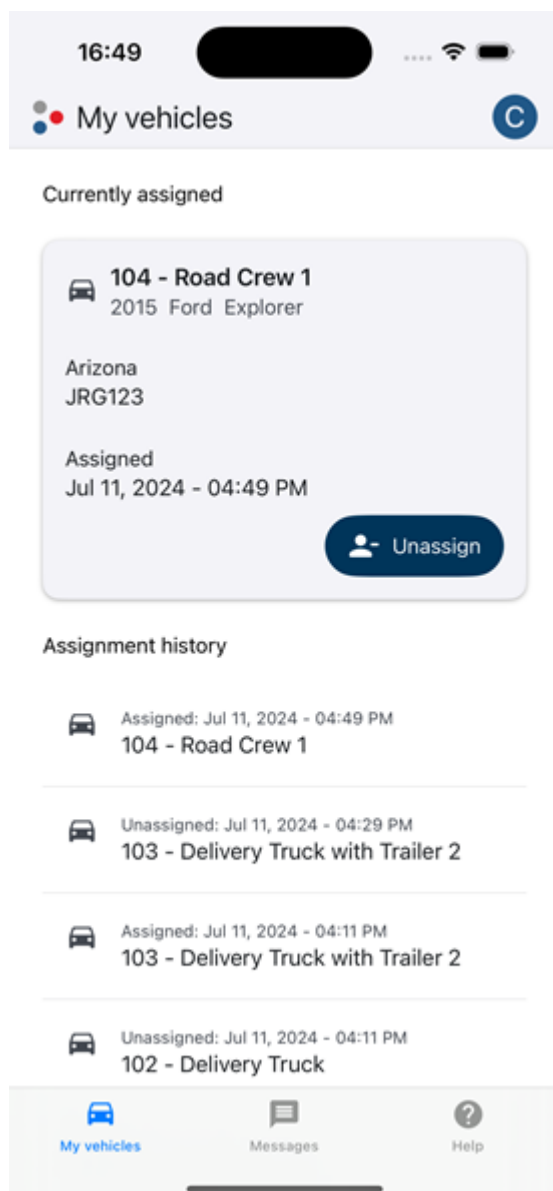 16:49
My vehicles
C
Currently assigned
104 - Road Crew 1
2015 Ford Explorer
Arizona
JRG123
Assigned
Jul 11, 2024 - 04:49 PM
Unassign
Assignment history
Assigned: Jul 11, 2024 - 04:49 PM
104 - Road Crew 1
Unassigned: Jul 11, 2024 - 04:29 PM
103 - Delivery Truck with Trailer 2
Assigned: Jul 11, 2024 - 04:11 PM
103 - Delivery Truck with Trailer 2
Unassigned: Jul 11, 2024 - 04:11 PM
102 - Delivery Truck
My vehicles
Messages
Help